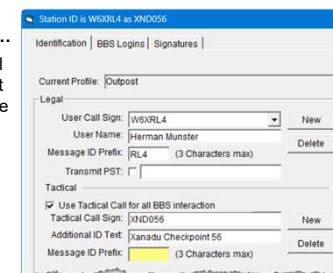 Station ID is W6XRL4 as XND056
Identification | BBS Logins | Signatures |
Current Profile: Outpost
Legal
User Call Sign: W6XRL4 New
User Name: Herman Munster Delete
Message ID Prefix: RL4 (3 Characters max)
Transmit PST:
Tactical
Use Tactical Call for all BBS interaction
Tactical Call Sign: XND056 New
Additional ID Text: Xanadu Checkpoint 56 Delete
Message ID Prefix: (3 Characters max)